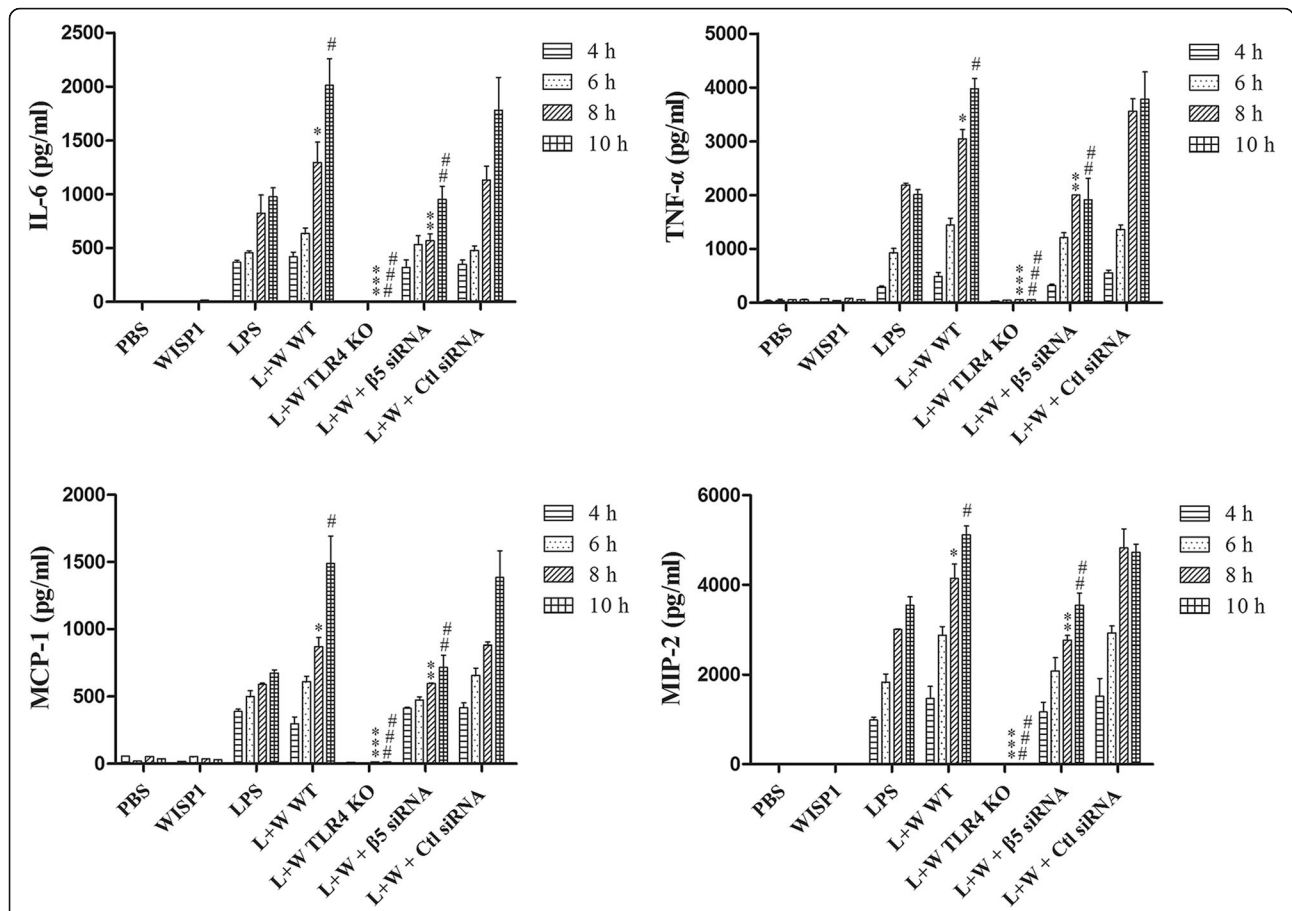 IL-6 (pg/ml)
2500
2000
1500
1000
500
0
#
*
***
###
**
##
PBS
WISP1
LPS
L+W WT
L+W TLR4 KO
L+W + β5 siRNA
L+W + Ctl siRNA
4 h
6 h
8 h
10 h
TNF-α (pg/ml)
5000
4000
3000
2000
1000
0
#
*
***
###
**
##
PBS
WISP1
LPS
L+W WT
L+W TLR4 KO
L+W + β5 siRNA
L+W + Ctl siRNA
4 h
6 h
8 h
10 h
MCP-1 (pg/ml)
2000
1500
1000
500
0
#
*
***
###
**
##
PBS
WISP1
LPS
L+W WT
L+W TLR4 KO
L+W + β5 siRNA
L+W + Ctl siRNA
4 h
6 h
8 h
10 h
MIP-2 (pg/ml)
6000
4000
2000
0
#
*
***
###
**
##
PBS
WISP1
LPS
L+W WT
L+W TLR4 KO
L+W + β5 siRNA
L+W + Ctl siRNA
4 h
6 h
8 h
10 h